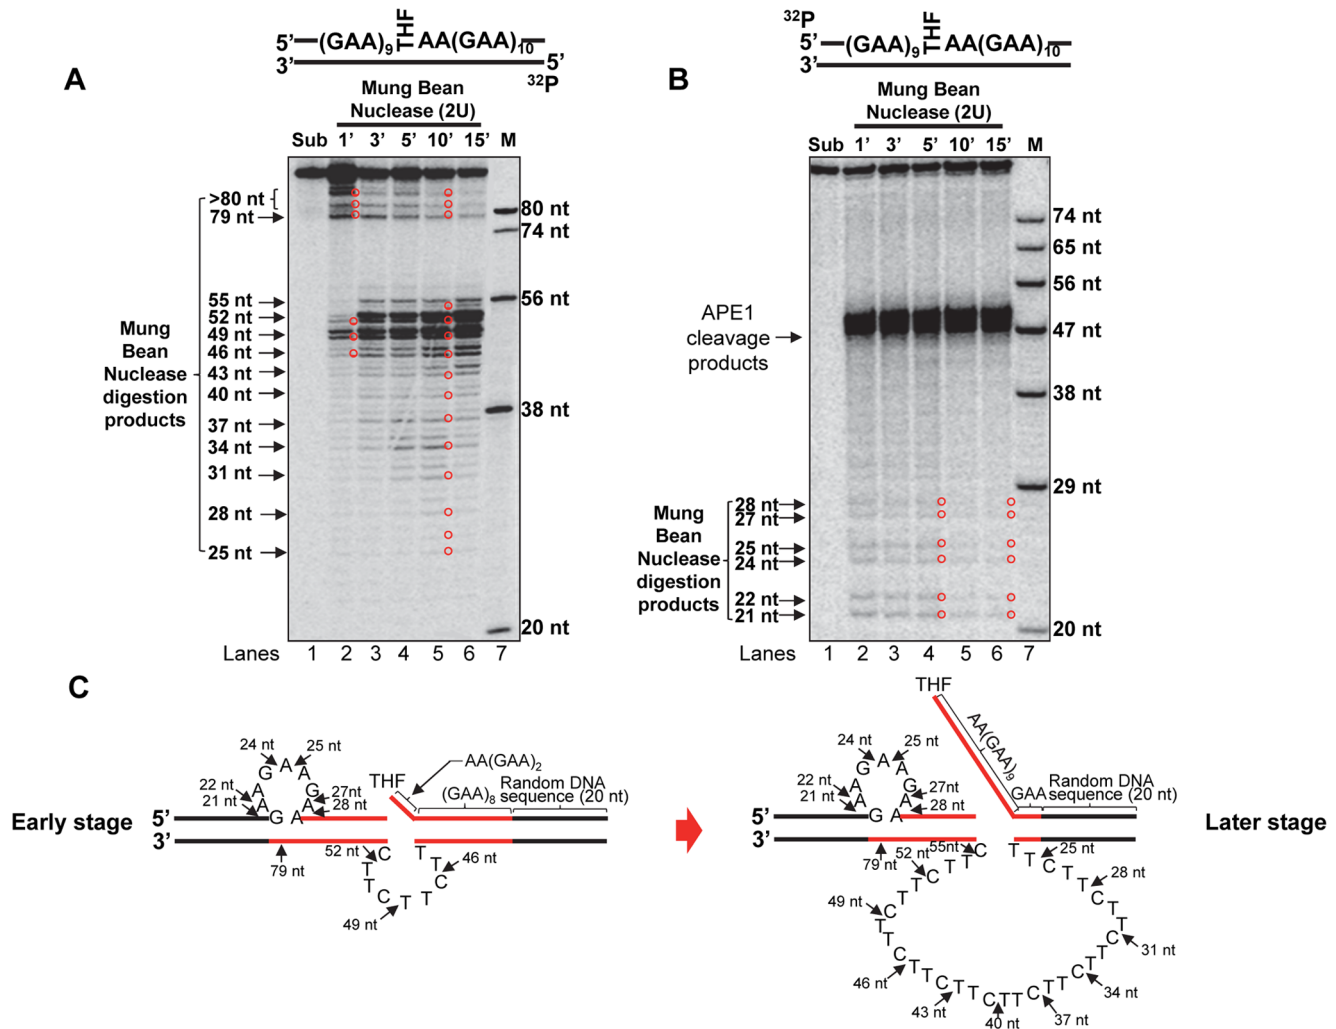 A
5’ (GAA)9 THF AA(GAA)10
3’ 5’
32P
Mung Bean
Nuclease (2U)
Sub 1’ 3’ 5’ 10’ 15’ M
>80 nt
79 nt
55 nt
52 nt
49 nt
46 nt
43 nt
40 nt
37 nt
34 nt
31 nt
28 nt
25 nt
Mung
Bean
Nuclease
digestion
products
80 nt
74 nt
56 nt
38 nt
20 nt
Lanes 1 2 3 4 5 6 7
B
32P
5’ (GAA)9 THF AA(GAA)10
3’
Mung Bean
Nuclease (2U)
Sub 1’ 3’ 5’ 10’ 15’ M
APE1
cleavage
products
Mung
Bean
Nuclease
digestion
products
28 nt
27 nt
25 nt
24 nt
22 nt
21 nt
74 nt
65 nt
56 nt
47 nt
38 nt
29 nt
20 nt
Lanes 1 2 3 4 5 6 7
C
Early stage
5’
3’
21 nt
22 nt
24 nt
25 nt
27nt
28 nt
G A A G A A G A A
THF
AA(GAA)2
(GAA)8
Random DNA
sequence (20 nt)
79 nt
52 nt
49 nt
46 nt
C T T C T T C T T
Later stage
5’
3’
21 nt
22 nt
24 nt
25 nt
27nt
28 nt
G A A G A A G A A
THF
AA(GAA)9
GAA
Random DNA
sequence (20 nt)
79 nt
55nt
52 nt
49 nt
46 nt
43 nt
40 nt
37 nt
34 nt
31 nt
28 nt
25 nt
C T T C T T C T T C T T C T T C T T C T T C T T C T T C T T